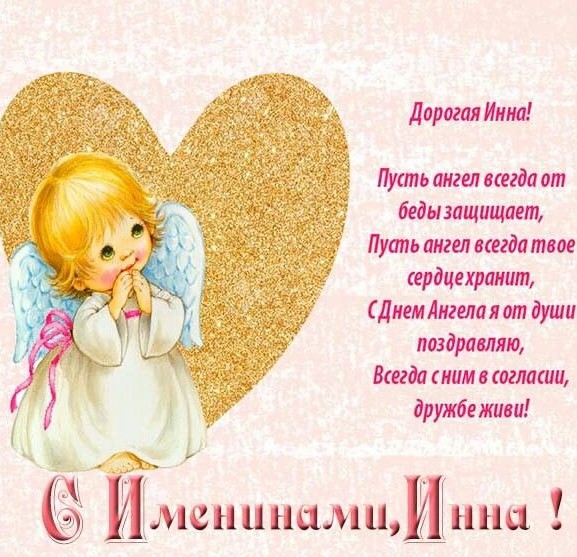 Дорогая Инна!
Пусть ангел всегда от
беды защищает,
Пусть ангел всегда твое
сердце хранит,
С Днем Ангела я от души
поздравляю,
Всегда с ним в согласии,
дружбе живи!
С Именинами, Инна !